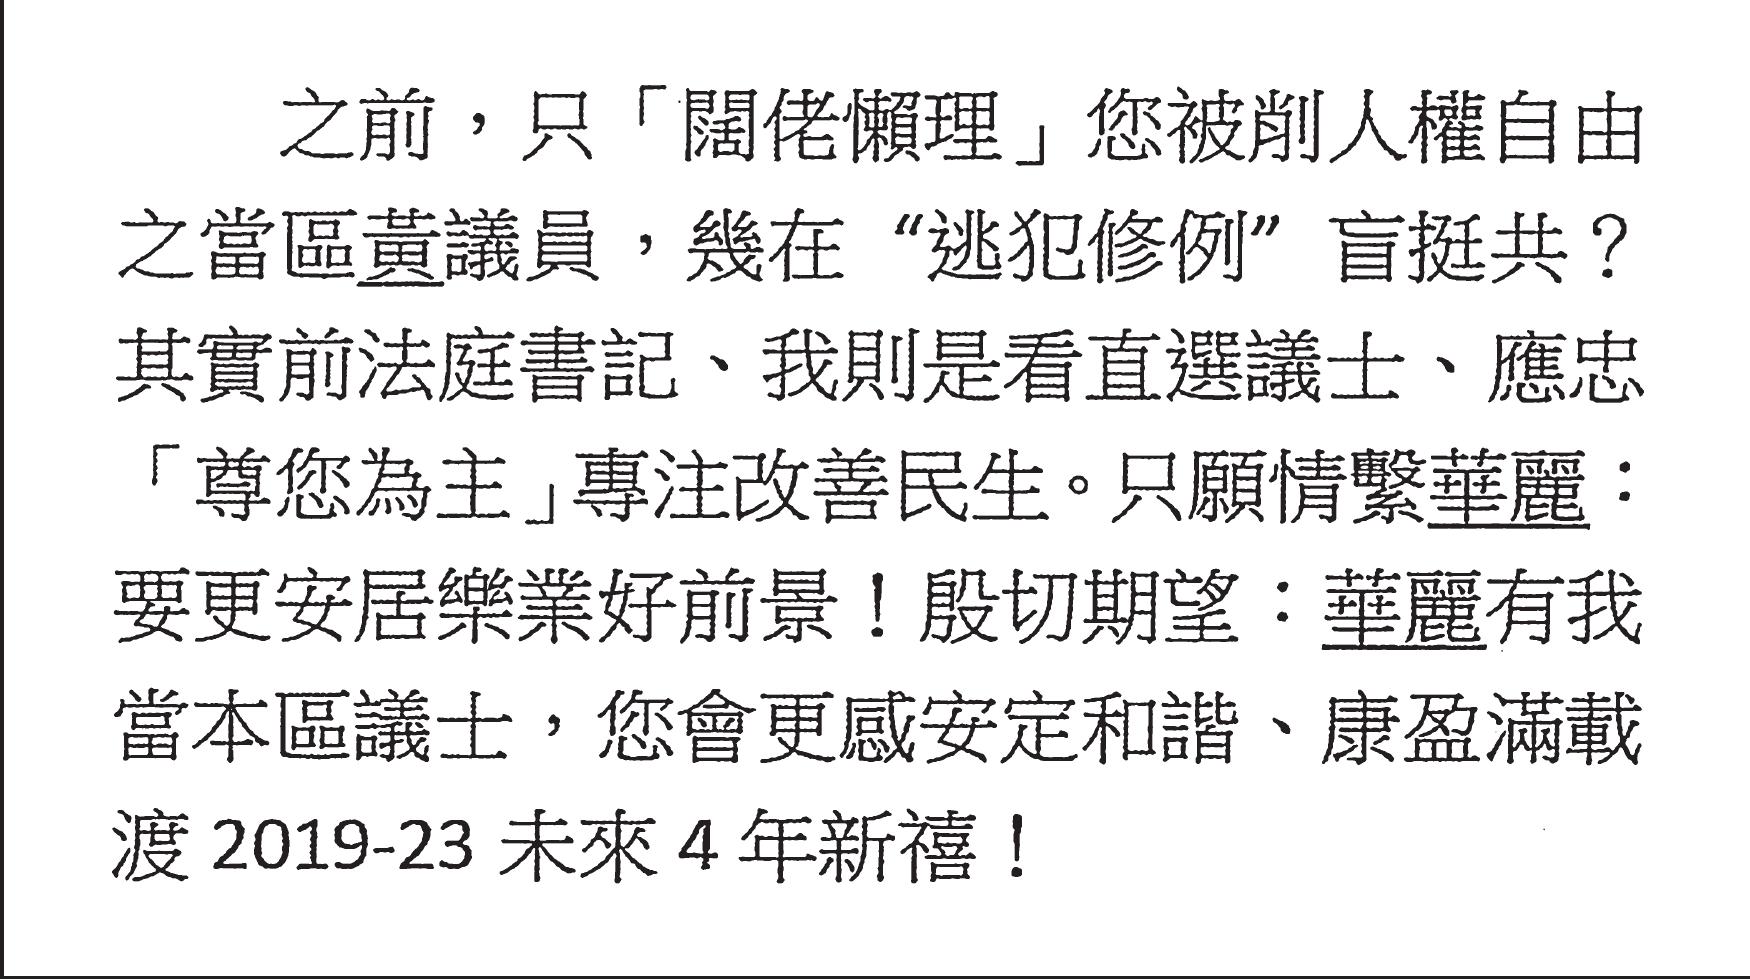 之前，只「闊佬懶理」您被削人權自由
之當區黃議員，幾在“逃犯修例”盲挺共？
其實前法庭書記、我則是看直選議士、應忠
「尊您為主」專注改善民生。只願情繫華麗：
要更安居樂業好前景！殷切期望：華麗有我
當本區議士，您會更感安定和諧、康盈滿載
渡 2019-23 未來 4 年新禧！